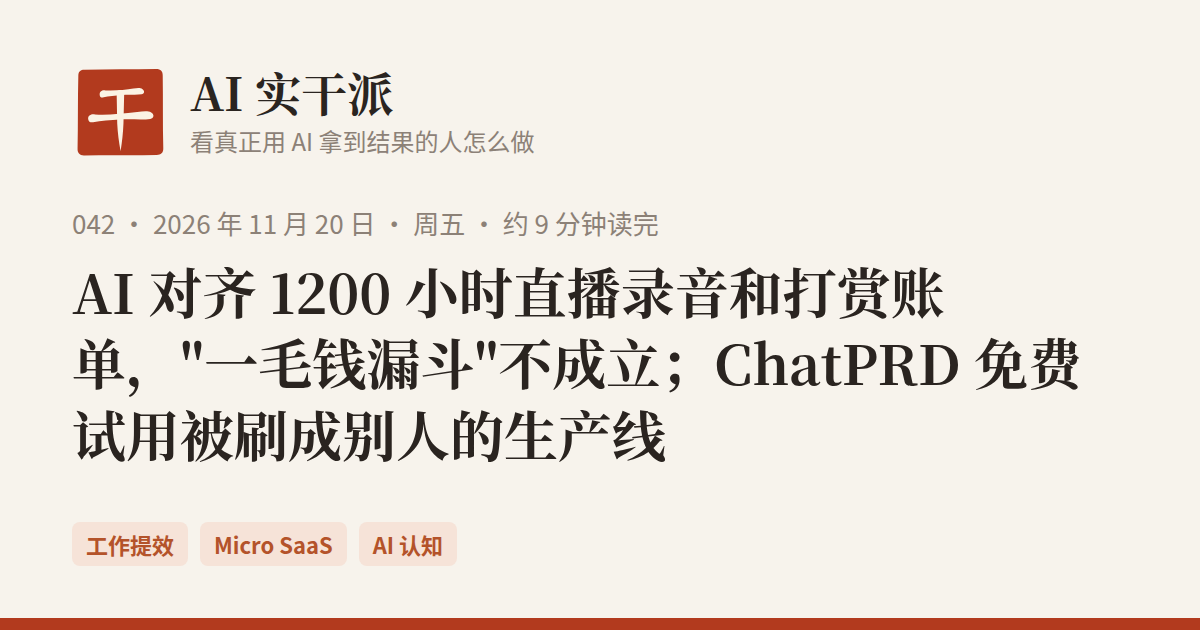 干
AI 实干派
看真正用 AI 拿到结果的人怎么做
042 · 2026 年 11 月 20 日 · 周五 · 约 9 分钟读完
AI 对齐 1200 小时直播录音和打赏账
单，"一毛钱漏斗"不成立；ChatPRD 免费
试用被刷成别人的生产线
工作提效
Micro SaaS
AI 认知